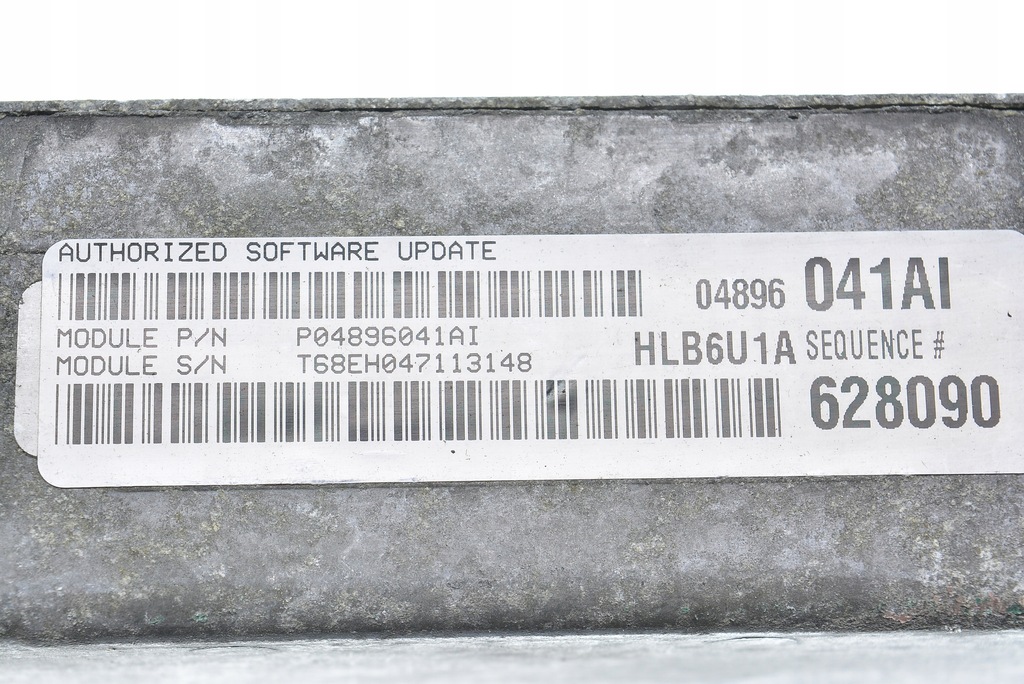 AUTHORIZED SOFTWARE UPDATE
04896 041AI
MODULE P/N P04896041AI
HLB6U1A SEQUENCE #
MODULE S/N T68EH047113148
628090